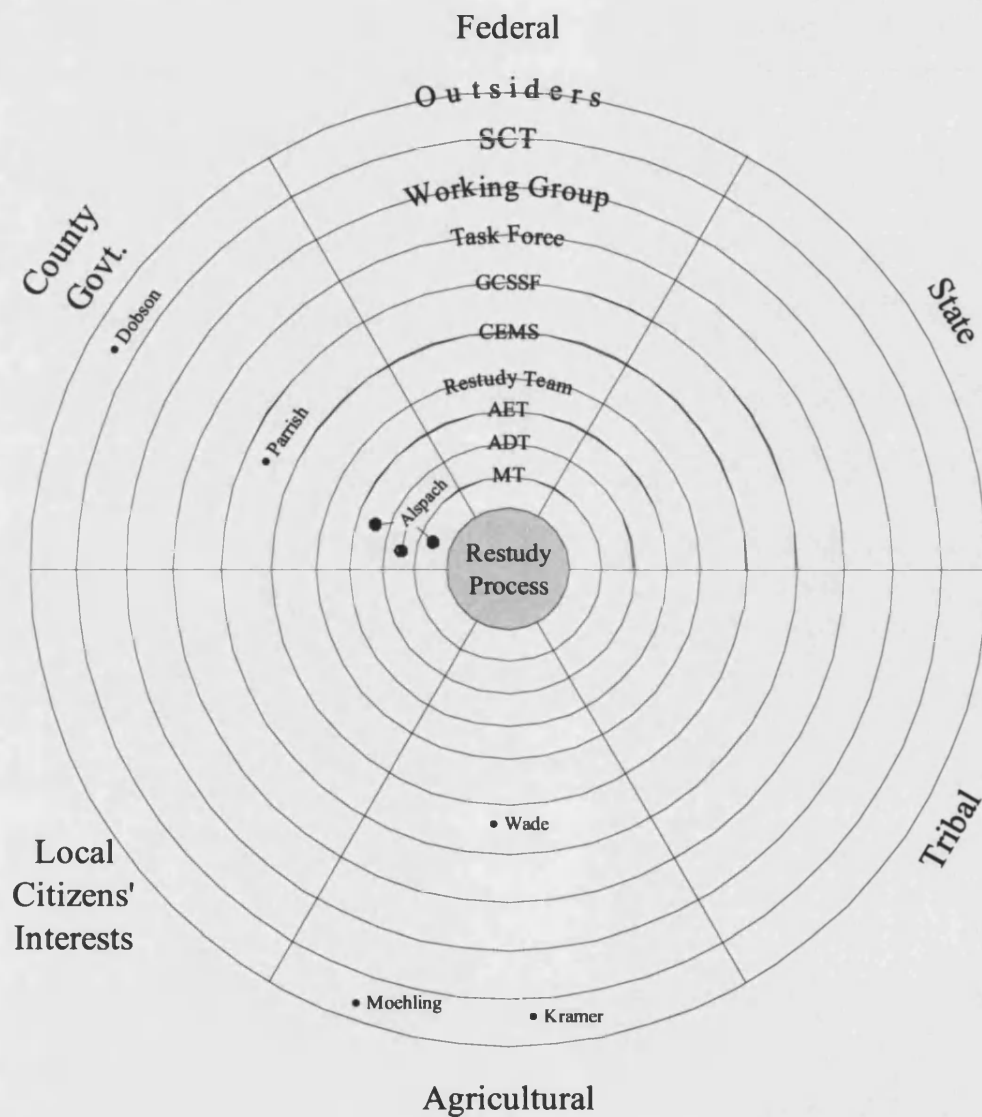 Federal
Outsiders
SCT
Working Group
Task Force
GCSSF
CEMS
Restudy Team
AET
ADT
MT
County
Govt.
State
Dobson
Parrish
Alspach
Restudy
Process
Wade
Tribal
Local
Citizens'
Interests
Moehling
Kramer
Agricultural